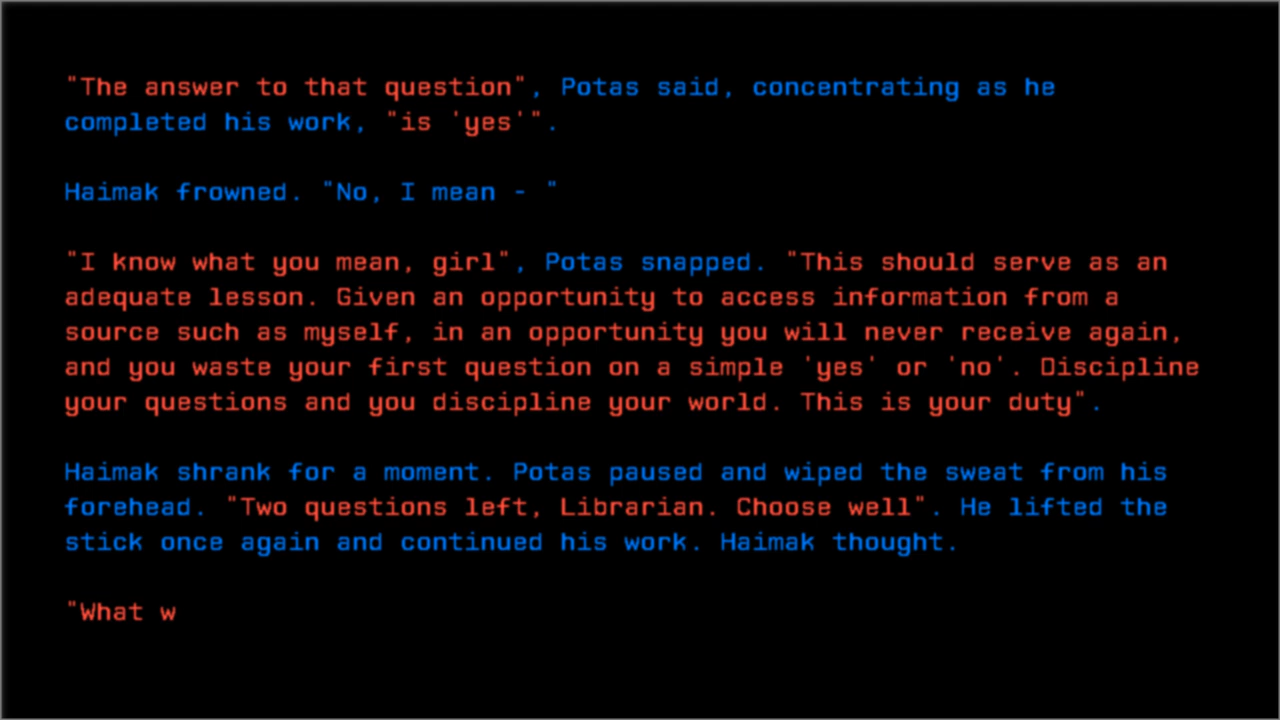 "The answer to that question", Potas said, concentrating as he
completed his work, "is 'yes'".
Haimak frowned. "No, I mean - "
"I know what you mean, girl", Potas snapped. "This should serve as an
adequate lesson. Given an opportunity to access information from a
source such as myself, in an opportunity you will never receive again,
and you waste your first question on a simple 'yes' or 'no'. Discipline
your questions and you discipline your world. This is your duty".
Haimak shrank for a moment. Potas paused and wiped the sweat from his
forehead. "Two questions left, Librarian. Choose well". He lifted the
stick once again and continued his work. Haimak thought.
"What w